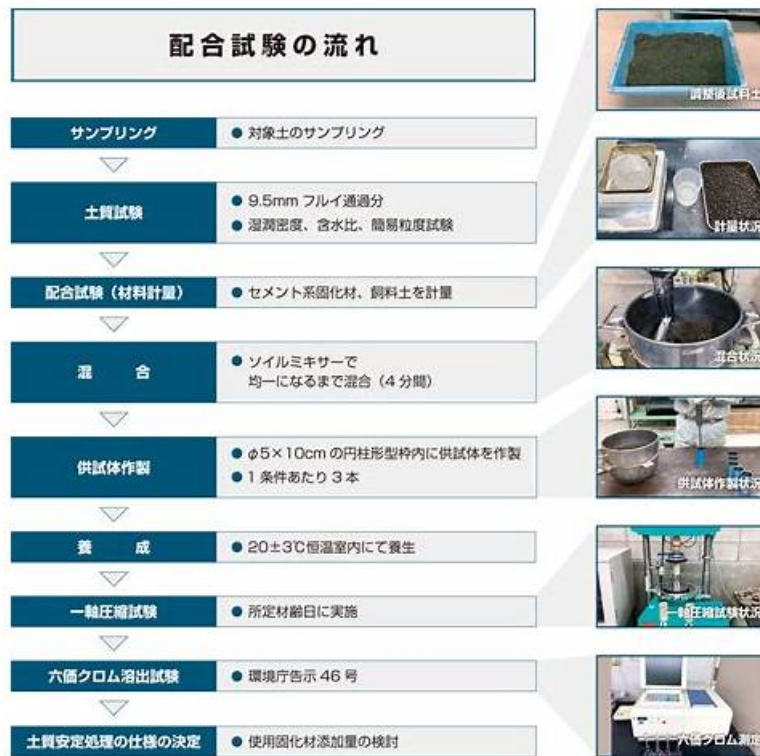 配合試験の流れ
サンプリング
● 対象土のサンプリング
土質試験
● 9.5mm フルイ通過分
● 湿潤密度、含水比、簡易粒度試験
配合試験（材料計量）
● セメント系固化材、飼料土を計量
混　合
● ソイルミキサーで
均一になるまで混合（4 分間）
供試体作製
● φ5×10cm の円柱形型枠内に供試体を作製
● 1 条件あたり 3 本
養　成
● 20±3℃恒温室内にて養生
一軸圧縮試験
● 所定材齢日に実施
六価クロム溶出試験
● 環境庁告示 46 号
土質安定処理の仕様の決定
● 使用固化材添加量の検討
調整後試料土
計量状況
混合状況
供試体作製状況
一軸圧縮試験状況
六価クロム測定